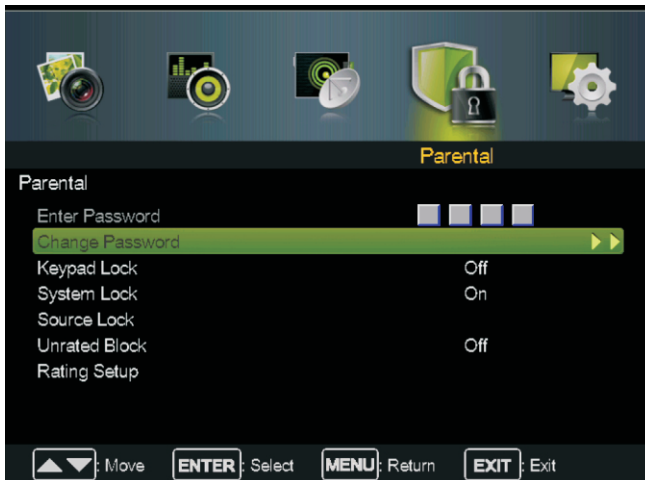 Parental
Parental
Enter Password
Change Password
Keypad Lock Off
System Lock On
Source Lock
Unrated Block Off
Rating Setup
: Move ENTER : Select MENU : Return EXIT : Exit